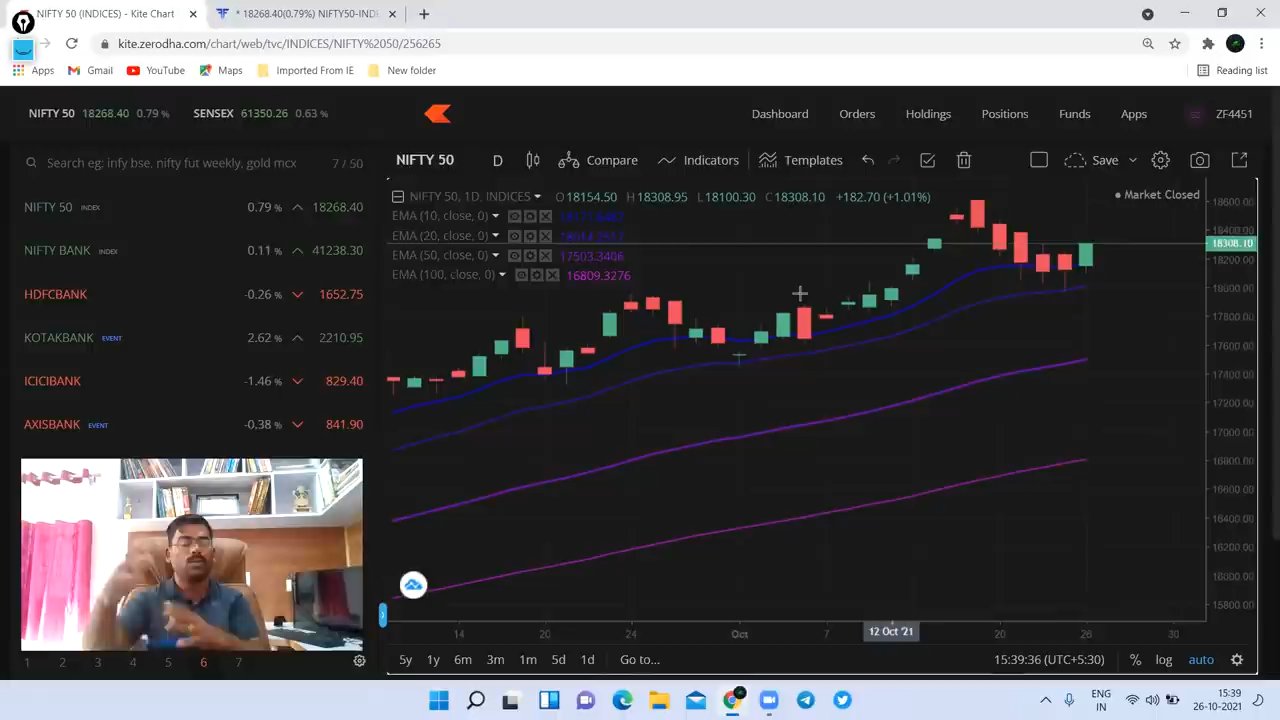 NIFTY 50 (INDICES) - Kite Chart
* 18268.40(0.79%) NIFTY50-INDI
kite.zerodha.com/chart/web/tvc/INDICES/NIFTY%2050/256265
Apps Gmail YouTube Maps Imported From IE New folder Reading list
NIFTY 50 18268.40 0.79 % SENSEX 61350.26 0.63 % Dashboard Orders Holdings Positions Funds Apps ZF4451
Search eg: infy bse, nifty fut weekly, gold mcx 7 / 50
NIFTY 50 D Compare Indicators Templates Save
NIFTY 50, 1D, INDICES O18154.50 H18308.95 L18100.30 C18308.10 +182.70 (+1.01%) Market Closed
EMA (10, close, 0)
EMA (20, close, 0)
EMA (50, close, 0) 17503.3406
EMA (100, close, 0) 16809.3276
NIFTY 50 INDEX 0.79 % 18268.40
NIFTY BANK INDEX 0.11 % 41238.30
HDFCBANK -0.26 % 1652.75
KOTAKBANK EVENT 2.62 % 2210.95
ICICIBANK -1.46 % 829.40
AXISBANK EVENT -0.38 % 841.90
18600.00
18400.00
18308.10
18200.00
18000.00
17800.00
17600.00
17400.00
17200.00
17000.00
16800.00
16600.00
16400.00
16200.00
16000.00
15800.00
14 20 24 Oct 7 12 Oct '21 20 26 30
1 2 3 4 5 6 7
5y 1y 6m 3m 1m 5d 1d Go to... 15:39:36 (UTC+5:30) % log auto
ENG
IN
15:39
26-10-2021